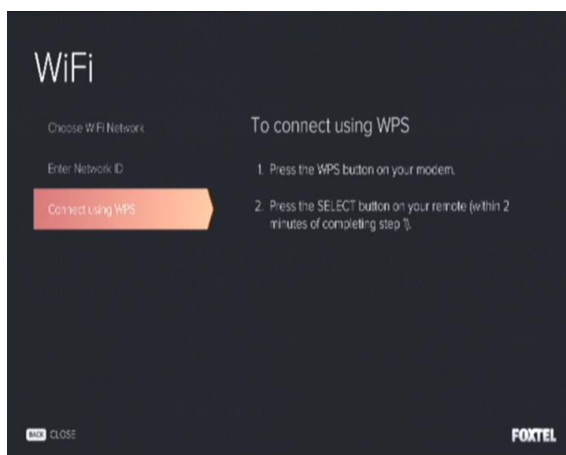 WiFi
Choose WiFi Network
Enter Network ID
Connect using WPS
To connect using WPS
1. Press the WPS button on your modem.
2. Press the SELECT button on your remote (within 2
minutes of completing step 1).
BACK CLOSE
FOXTEL